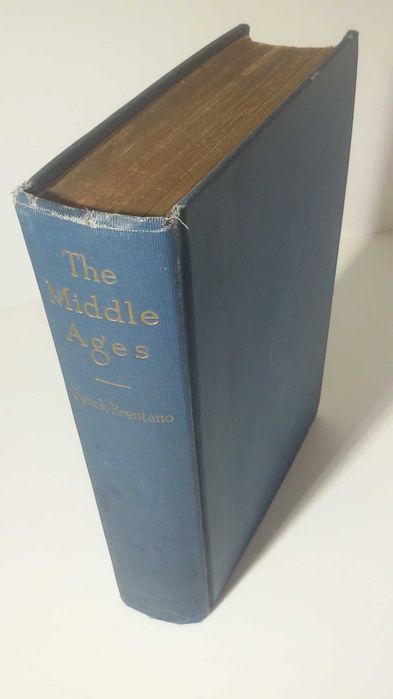 The
Middle
Ages
Funck-Brentano